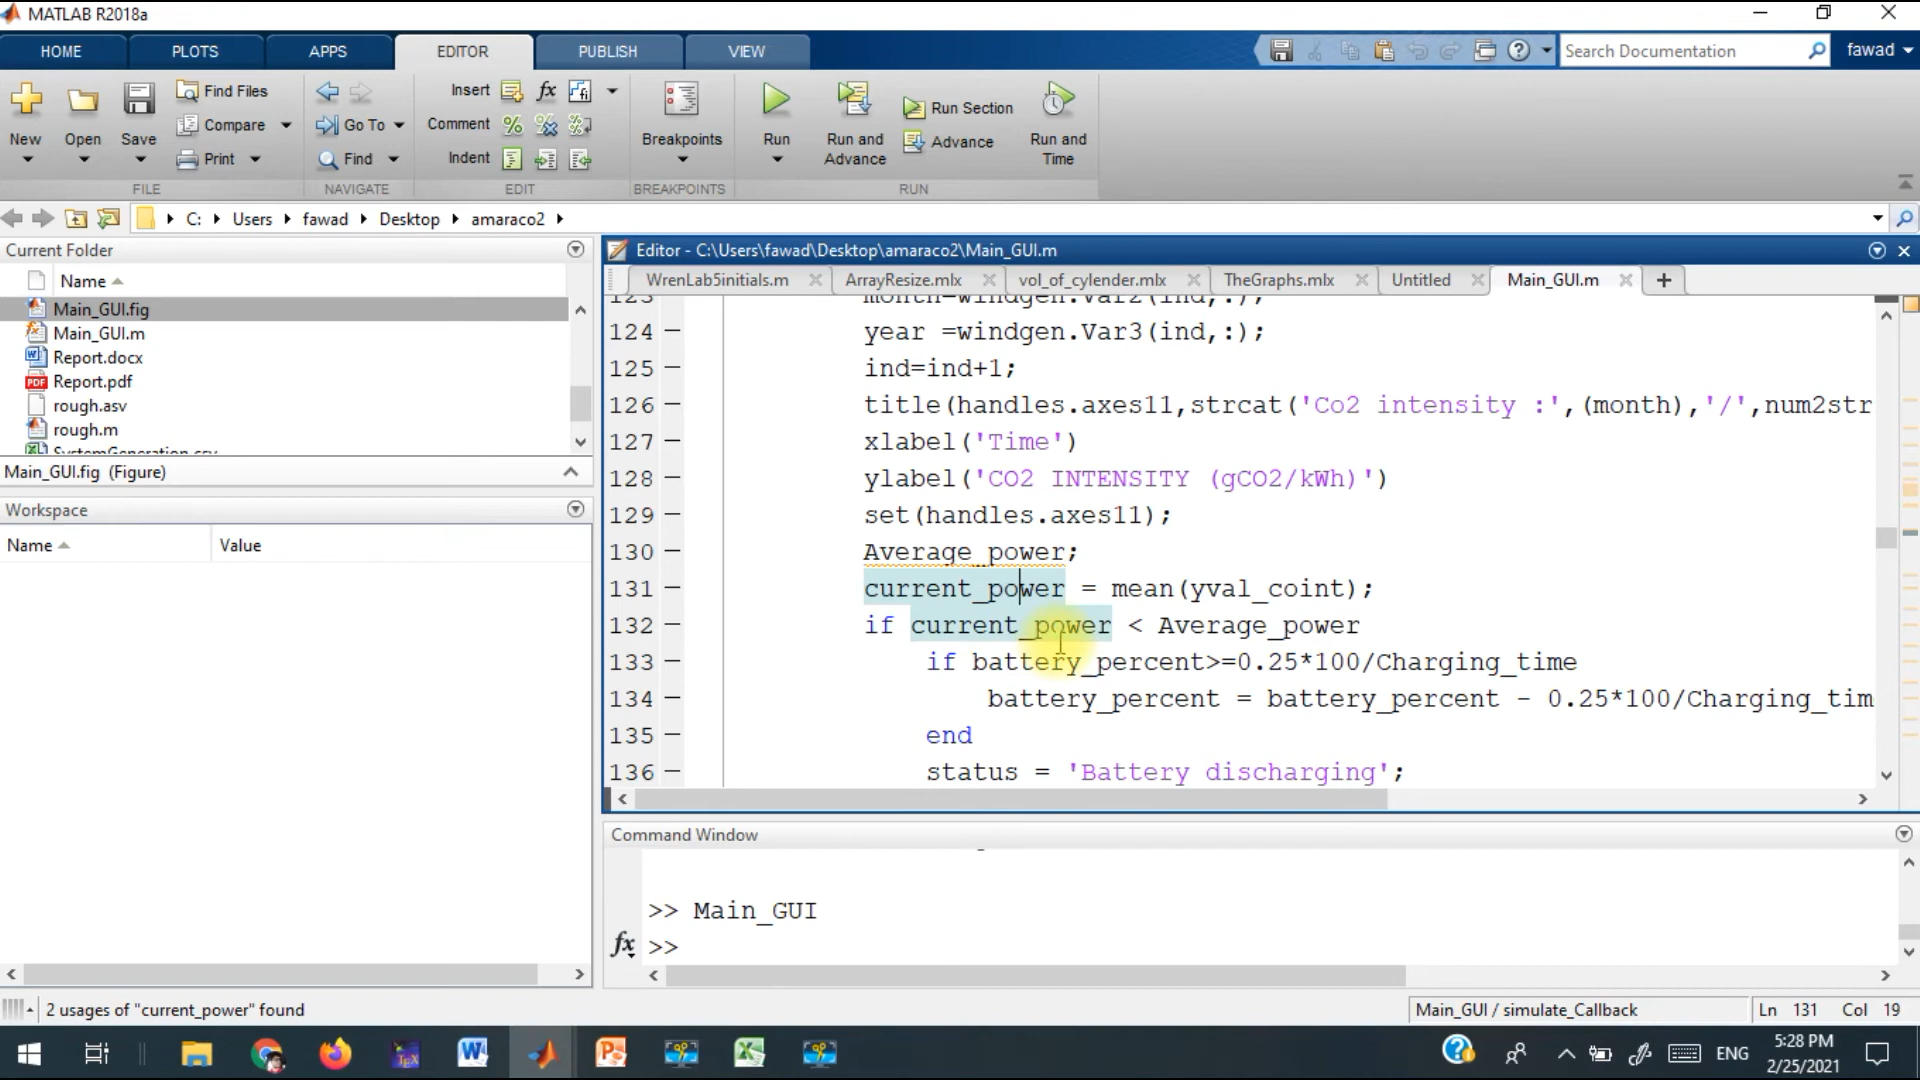 MATLAB R2018a
HOME PLOTS APPS EDITOR PUBLISH VIEW
Search Documentation
fawad
New
Open
Save
Find Files
Compare
Print
Go To
Find
Insert
Comment
Indent
Breakpoints
Run
Run and Advance
Run Section
Advance
Run and Time
FILE NAVIGATE EDIT BREAKPOINTS RUN
C: Users fawad Desktop amaraco2
Current Folder
Name
Main_GUI.fig
Main_GUI.m
Report.docx
Report.pdf
rough.asv
rough.m
SystemGeneration.csv
Main_GUI.fig (Figure)
Workspace
Name Value
Editor - C:\Users\fawad\Desktop\amaraco2\Main_GUI.m
WrenLab5initials.m ArrayResize.mlx vol_of_cylender.mlx TheGraphs.mlx Untitled Main_GUI.m
123 month=windgen.Var2(ind,:);
124 year =windgen.Var3(ind,:);
125 ind=ind+1;
126 title(handles.axes11,strcat('Co2 intensity :',(month),'/',num2str
127 xlabel('Time')
128 ylabel('CO2 INTENSITY (gCO2/kWh)')
129 set(handles.axes11);
130 Average_power;
131 current_power = mean(yval_coint);
132 if current_power < Average_power
133 if battery_percent>=0.25*100/Charging_time
134 battery_percent = battery_percent - 0.25*100/Charging_tim
135 end
136 status = 'Battery discharging';
Command Window
>> Main_GUI
fx >>
2 usages of "current_power" found
Main_GUI / simulate_Callback
Ln 131 Col 19
ENG
5:28 PM
2/25/2021